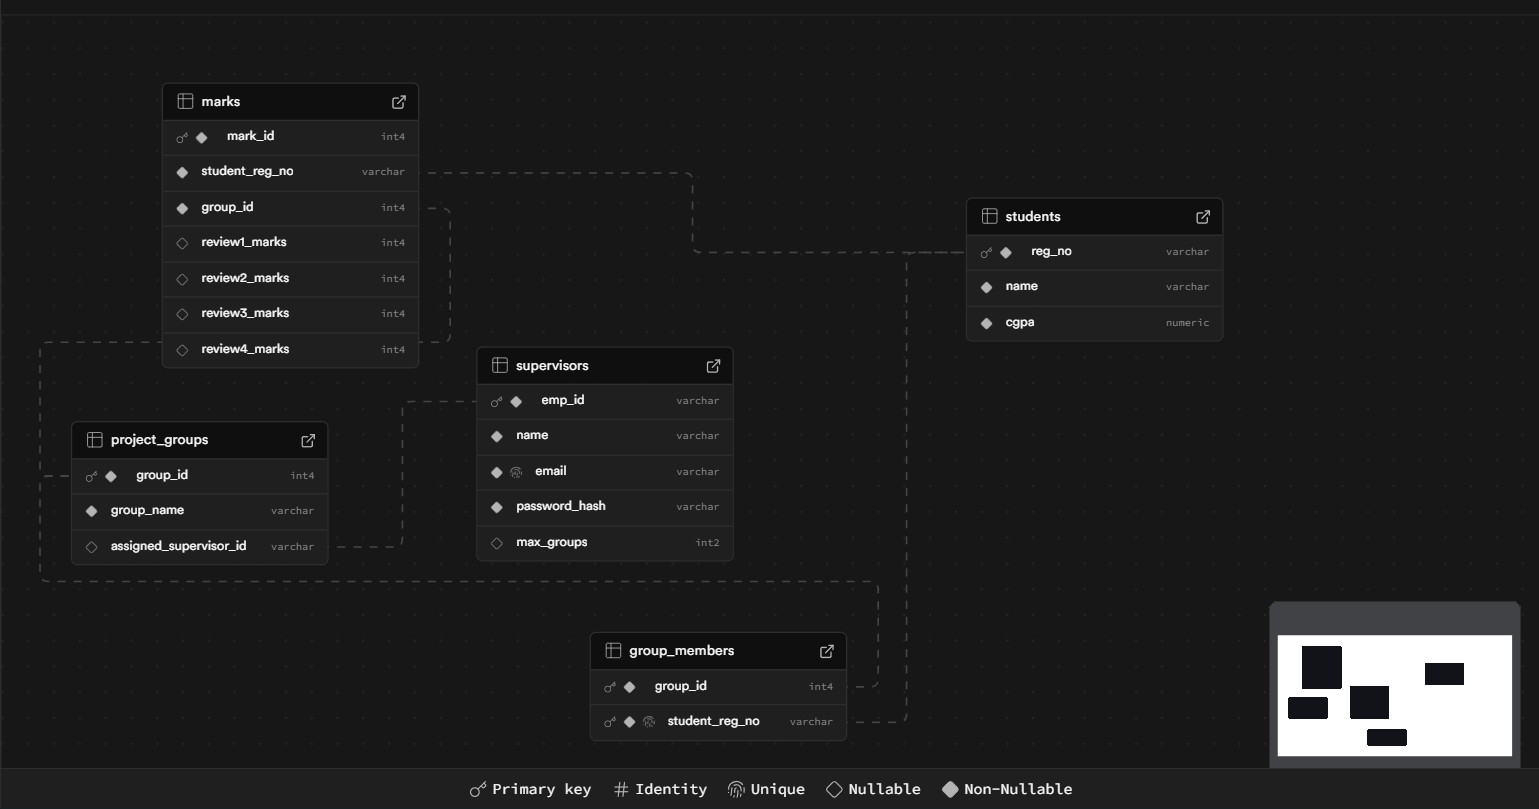 marks
mark_id int4
student_reg_no varchar
group_id int4
review1_marks int4
review2_marks int4
review3_marks int4
review4_marks int4
students
reg_no varchar
name varchar
cgpa numeric
supervisors
emp_id varchar
name varchar
email varchar
password_hash varchar
max_groups int2
project_groups
group_id int4
group_name varchar
assigned_supervisor_id varchar
group_members
group_id int4
student_reg_no varchar
Primary key # Identity Unique Nullable Non-Nullable